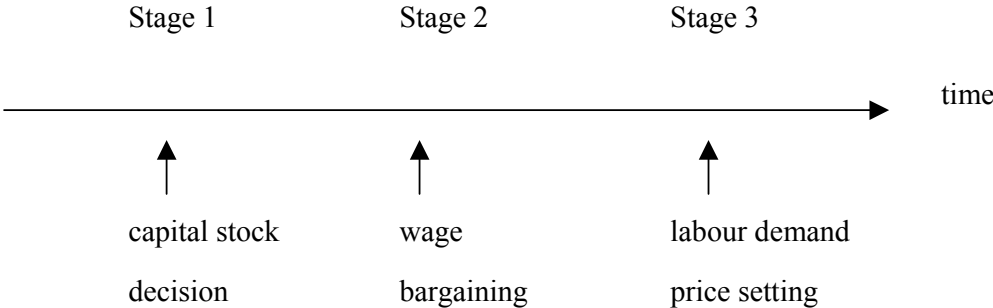 Stage 1 Stage 2 Stage 3
time
capital stock wage labour demand
decision bargaining price setting